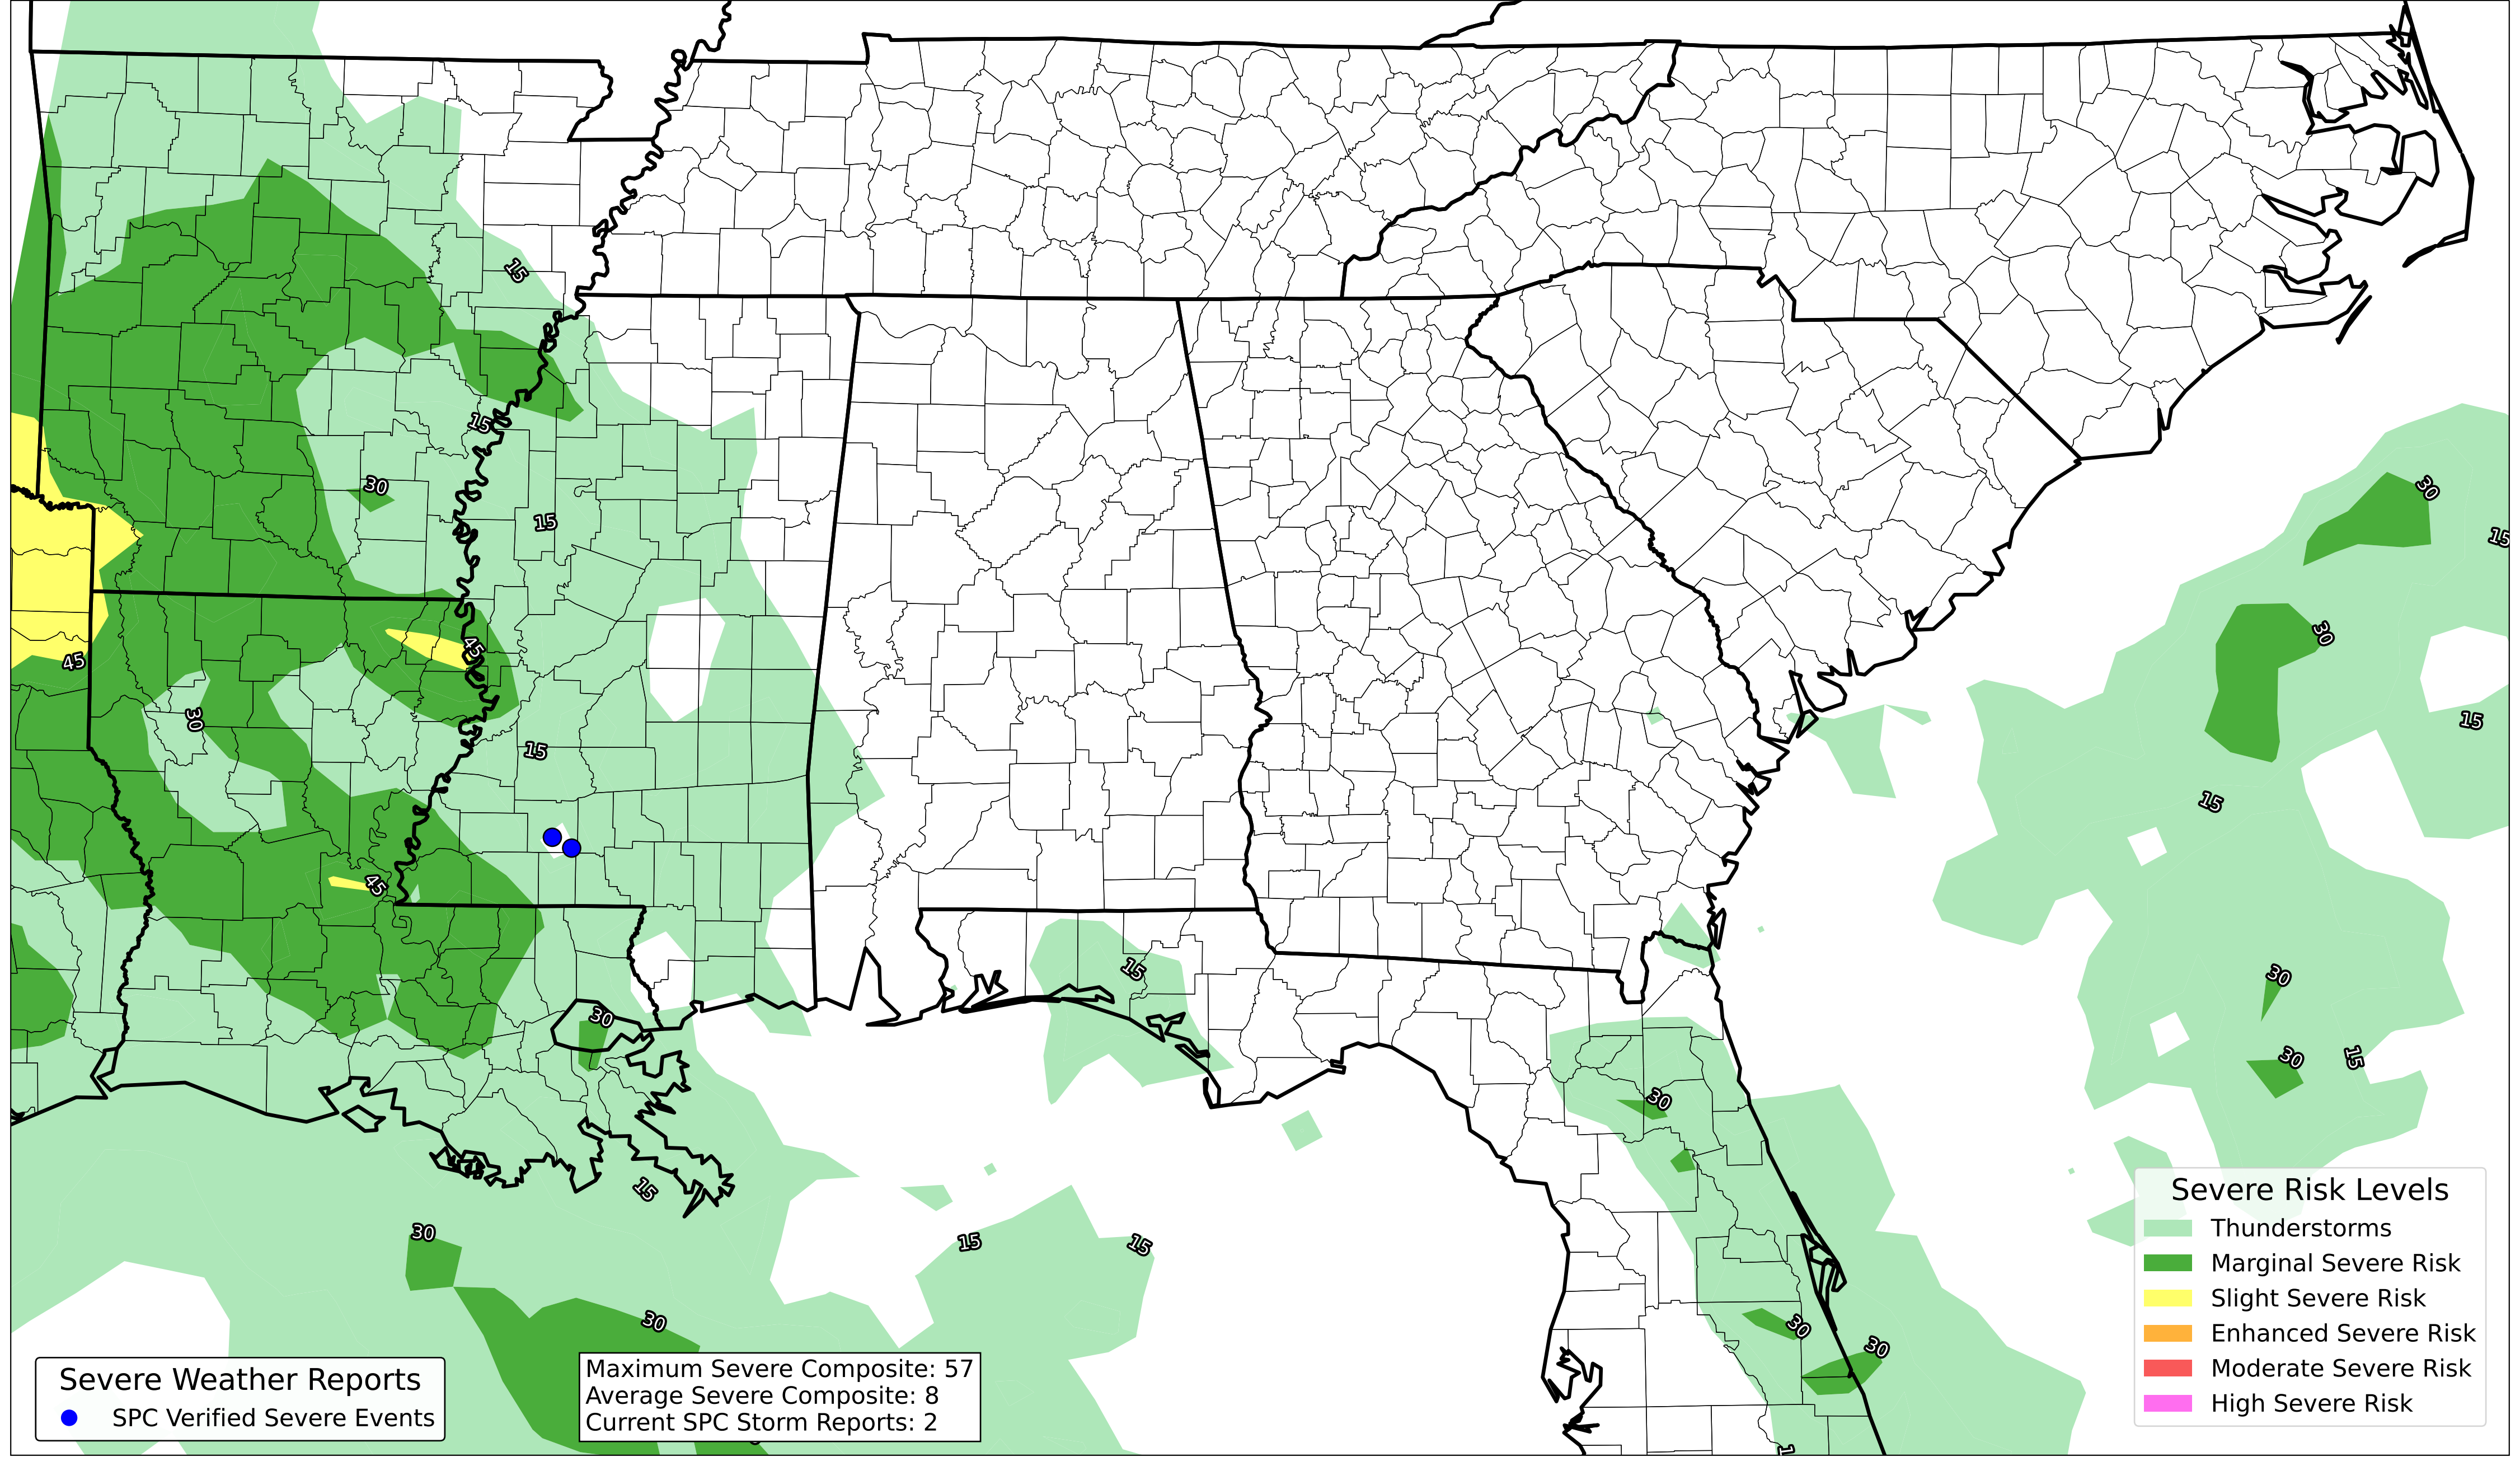 15
15
30
30
15
15
30
45
45
30
15
15
15
45
15
30
30
30
15
30
15
30
15
15
30
30
30
Severe Risk Levels
Thunderstorms
Marginal Severe Risk
Slight Severe Risk
Enhanced Severe Risk
Moderate Severe Risk
High Severe Risk
Severe Weather Reports
SPC Verified Severe Events
Maximum Severe Composite: 57
Average Severe Composite: 8
Current SPC Storm Reports: 2